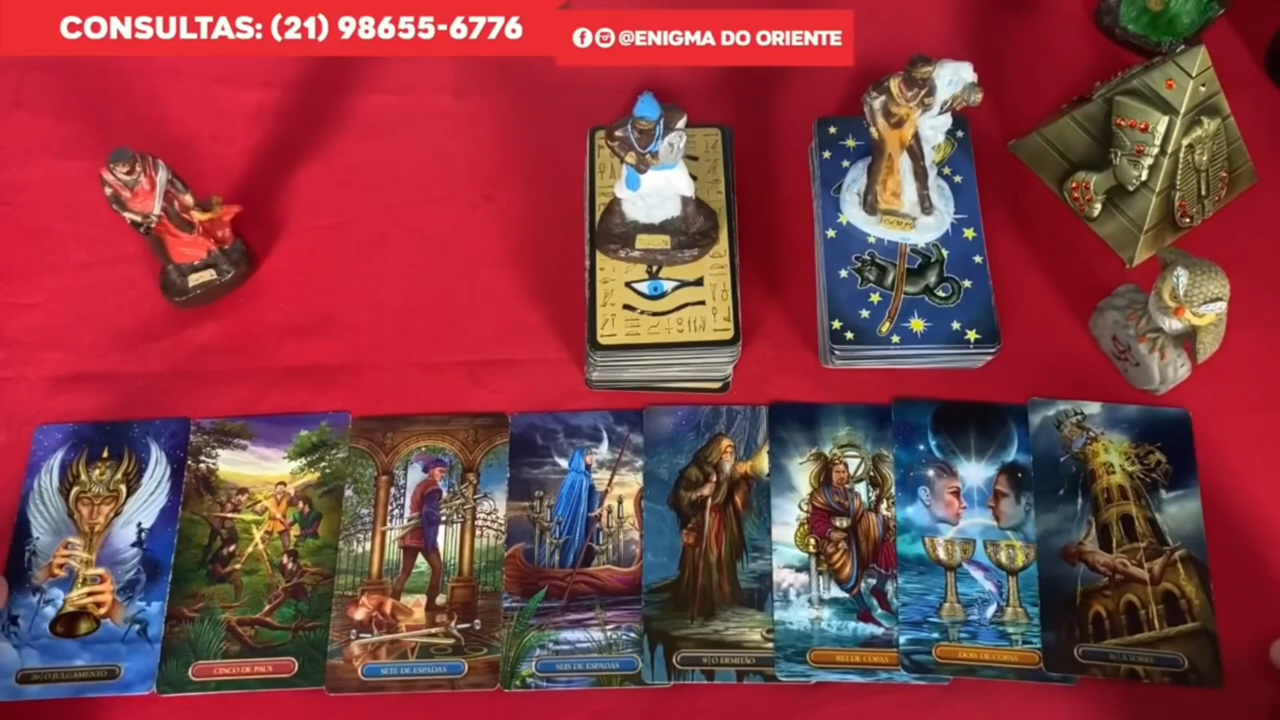 CONSULTAS: (21) 98655-6776
@ENIGMA DO ORIENTE
20 | O JULGAMENTO
CINCO DE PAUS
SETE DE ESPADAS
SEIS DE ESPADAS
9 | O ERMITÃO
REI DE COPAS
DOIS DE COPAS
16 | A TORRE